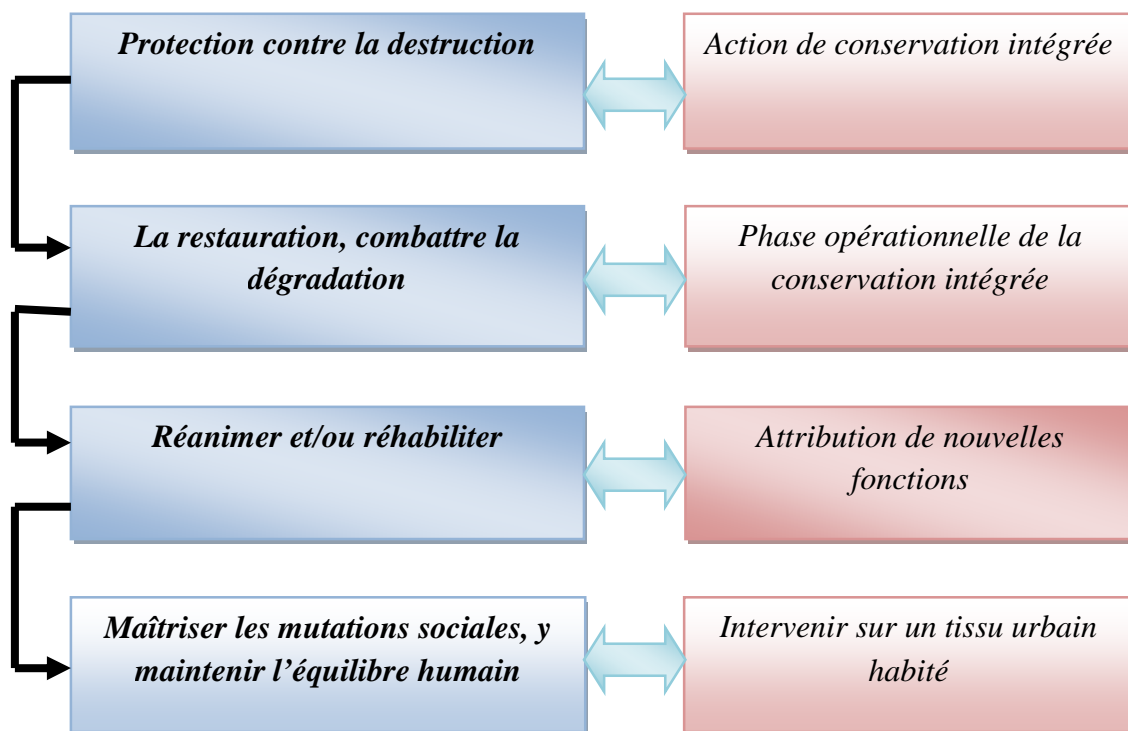 Protection contre la destruction
Action de conservation intégrée
La restauration, combattre la
dégradation
Phase opérationnelle de la
conservation intégrée
Réanimer et/ou réhabiliter
Attribution de nouvelles
fonctions
Maîtriser les mutations sociales, y
maintenir l’équilibre humain
Intervenir sur un tissu urbain
habité